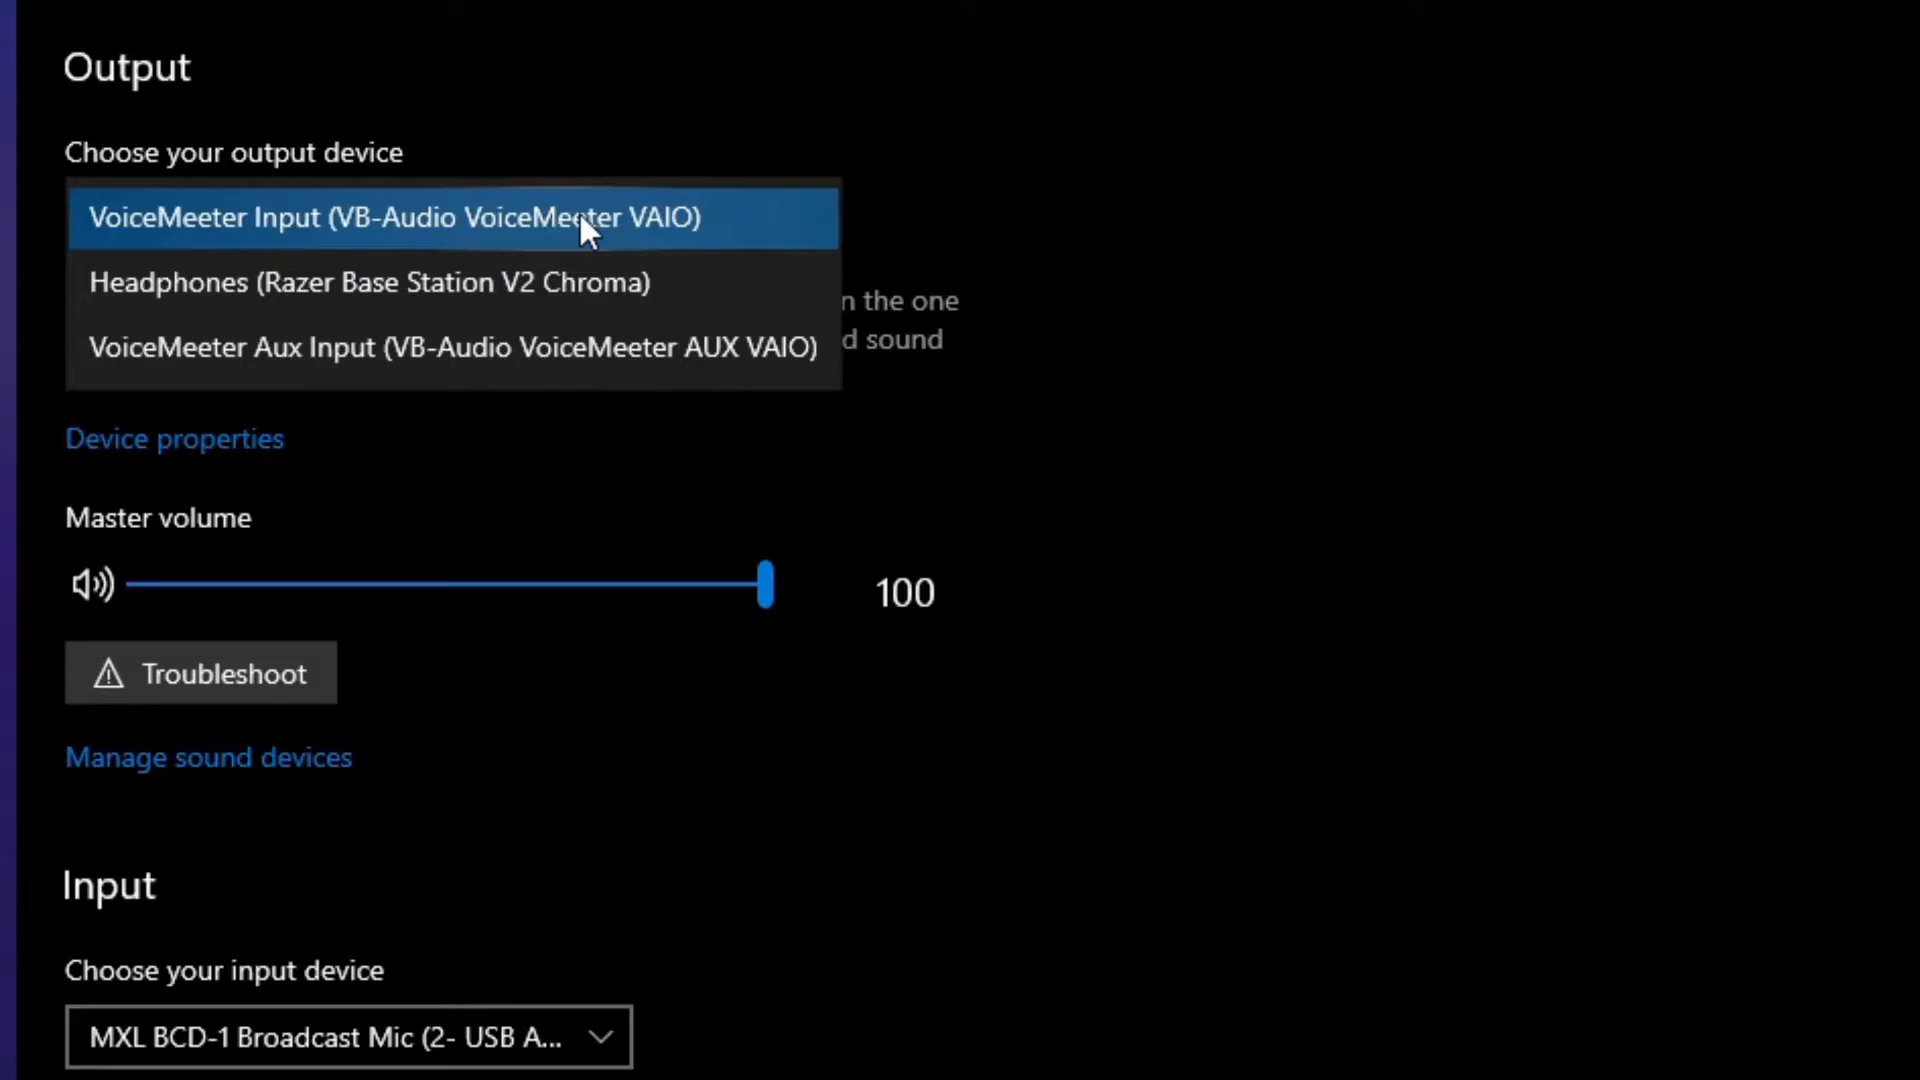 Output
Choose your output device
VoiceMeeter Input (VB-Audio VoiceMeeter VAIO)
Headphones (Razer Base Station V2 Chroma)
n the one
VoiceMeeter Aux Input (VB-Audio VoiceMeeter AUX VAIO)
d sound
Device properties
Master volume
100
Troubleshoot
Manage sound devices
Input
Choose your input device
MXL BCD-1 Broadcast Mic (2- USB A...